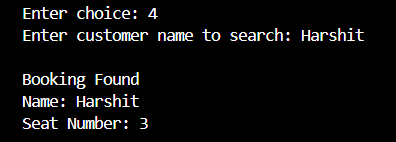 Enter choice: 4
Enter customer name to search: Harshit
Booking Found
Name: Harshit
Seat Number: 3